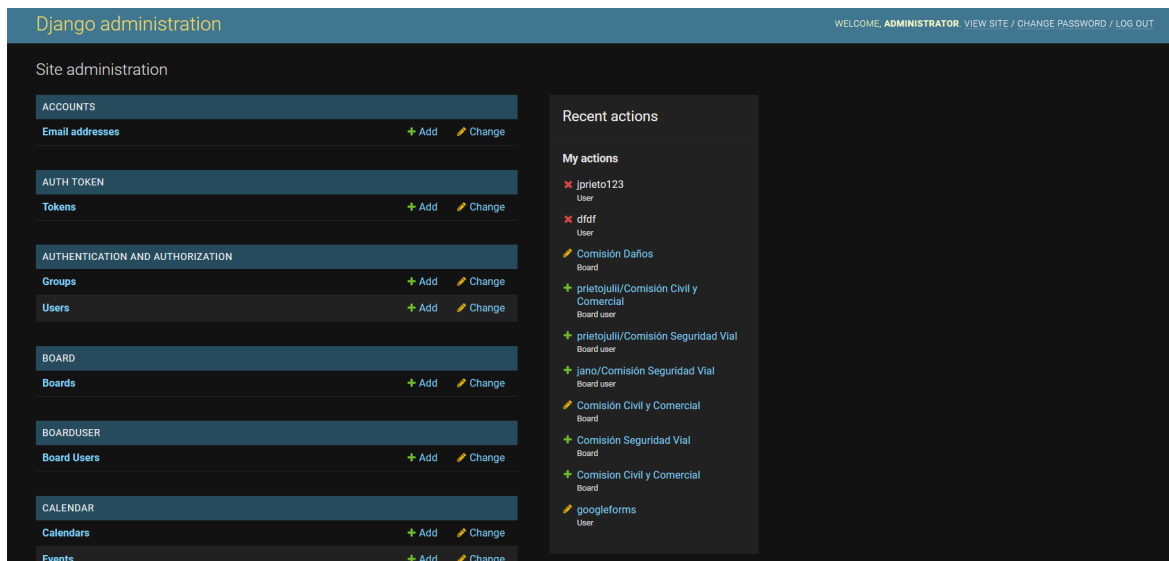 Django administration
WELCOME, ADMINISTRATOR. VIEW SITE / CHANGE PASSWORD / LOG OUT
Site administration
ACCOUNTS
Email addresses + Add Change
AUTH TOKEN
Tokens + Add Change
AUTHENTICATION AND AUTHORIZATION
Groups + Add Change
Users + Add Change
BOARD
Boards + Add Change
BOARDUSER
Board Users + Add Change
CALENDAR
Calendars + Add Change
Events + Add Change
Recent actions
My actions
jprieto123
User
dfdf
User
Comisión Daños
Board
+ prietojulii/Comisión Civil y
Comercial
Board user
+ prietojulii/Comisión Seguridad Vial
Board user
+ jano/Comisión Seguridad Vial
Board user
Comisión Civil y Comercial
Board
+ Comisión Seguridad Vial
Board
+ Comision Civil y Comercial
Board
googleforms
User